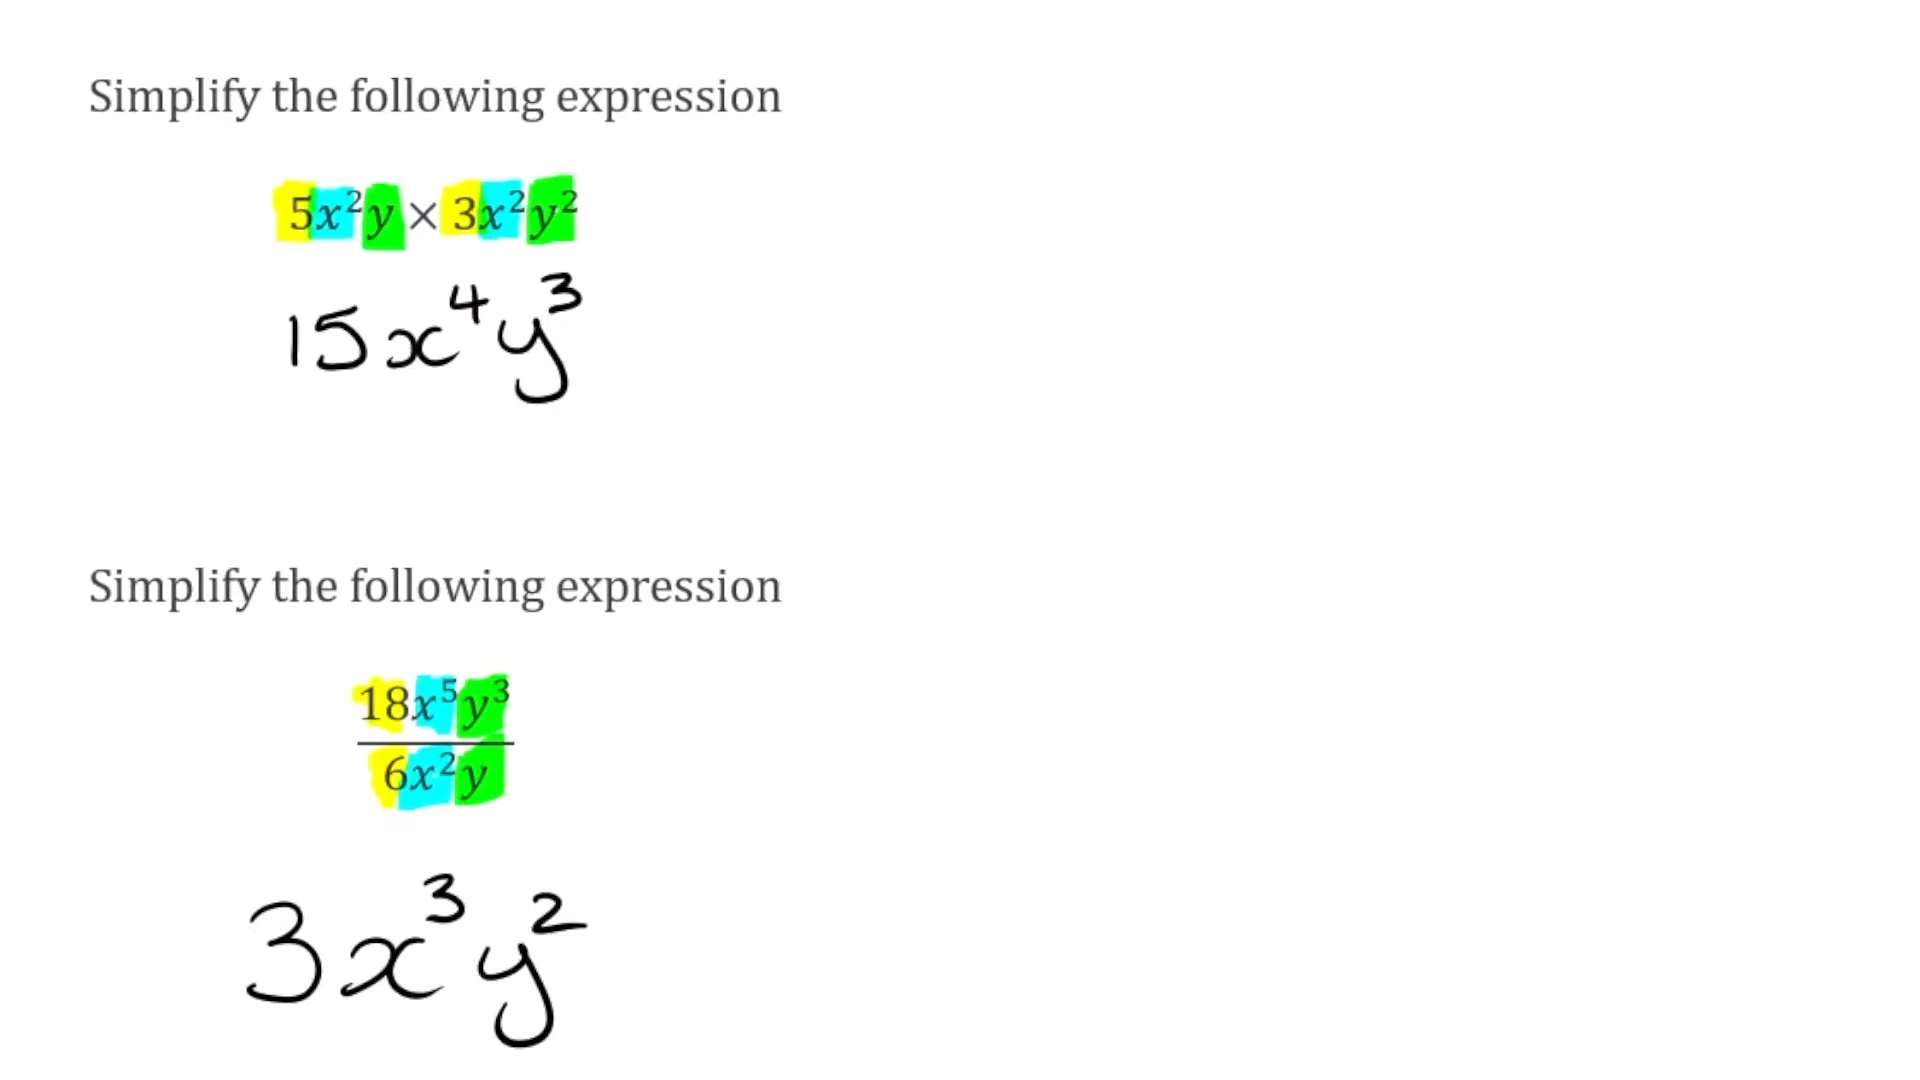 Simplify the following expression
5x²y × 3x²y²
15x⁴y³
Simplify the following expression
18x⁵y³
6x²y
3x³y²